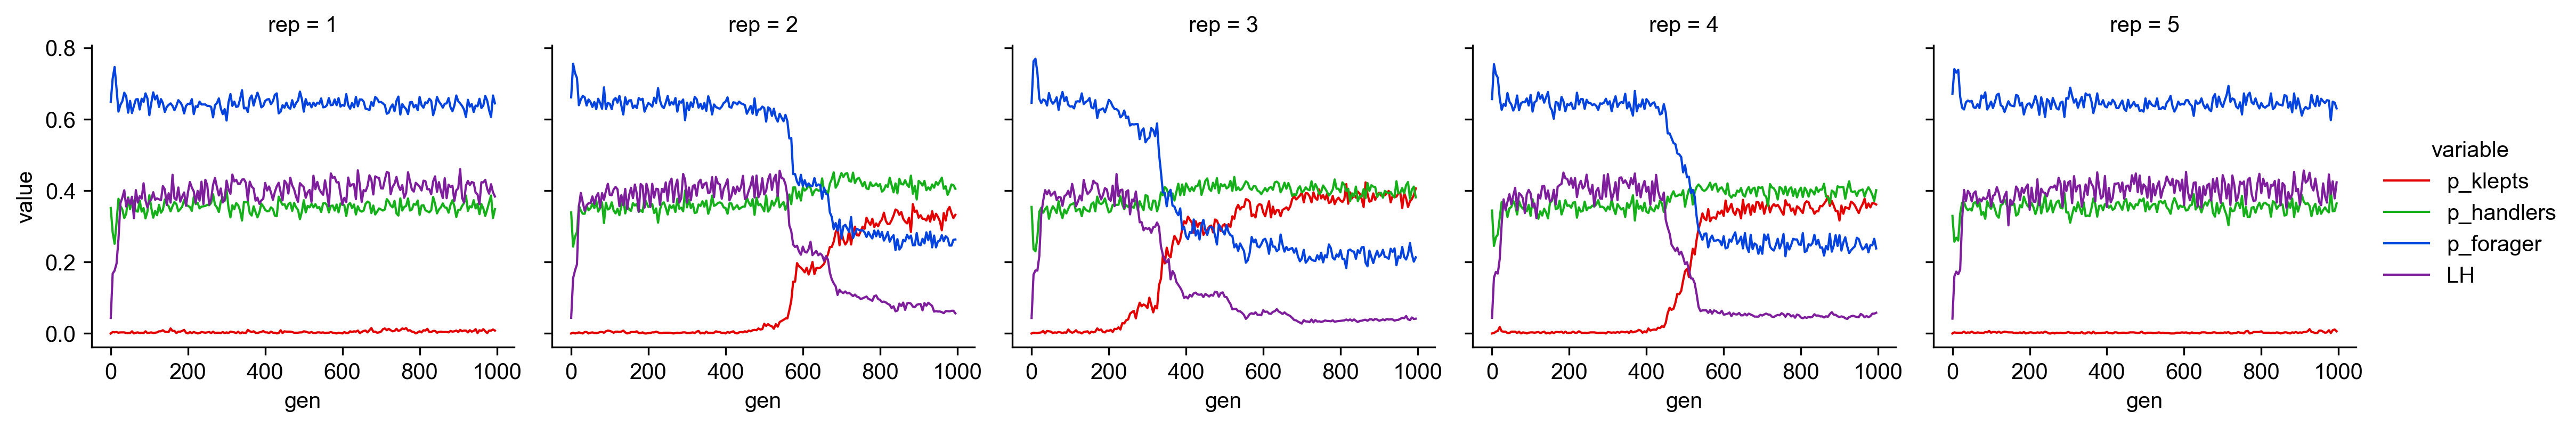 rep = 1
rep = 2
rep = 3
rep = 4
rep = 5
value
0.8
0.6
0.4
0.2
0.0
0 200 400 600 800 1000
0 200 400 600 800 1000
0 200 400 600 800 1000
0 200 400 600 800 1000
0 200 400 600 800 1000
gen
gen
gen
gen
gen
variable
p_klepts
p_handlers
p_forager
LH